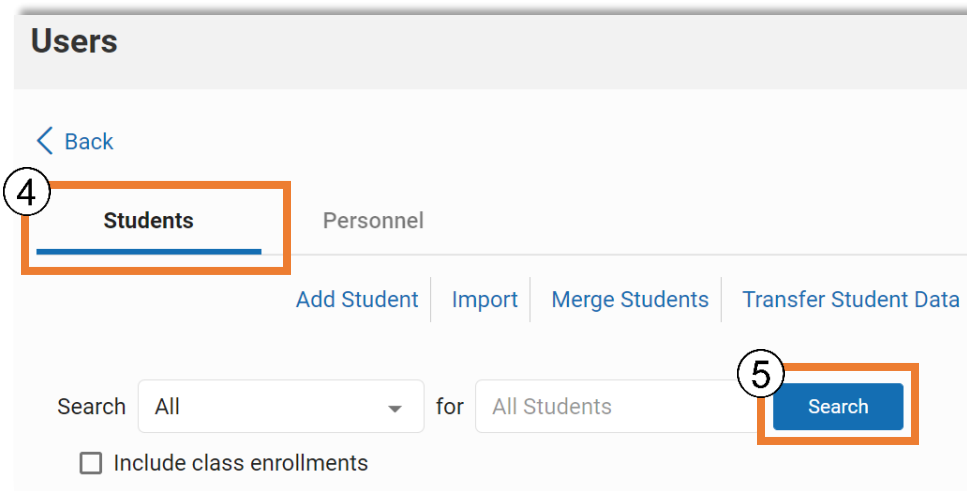 Users
Back
4
Students Personnel
Add Student Import Merge Students Transfer Student Data
5
Search All for All Students Search
Include class enrollments